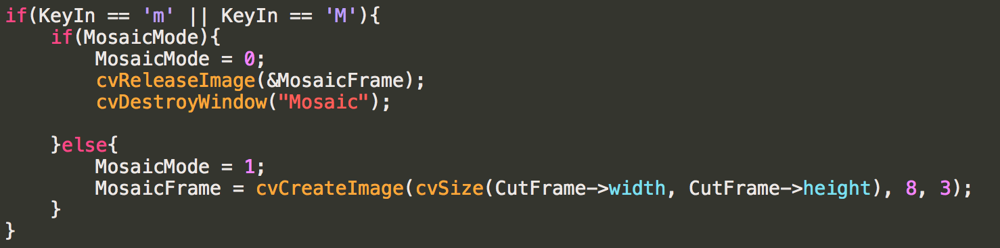 if(KeyIn == 'm' || KeyIn == 'M'){
    if(MosaicMode){
        MosaicMode = 0;
        cvReleaseImage(&MosaicFrame);
        cvDestroyWindow("Mosaic");

    }else{
        MosaicMode = 1;
        MosaicFrame = cvCreateImage(cvSize(CutFrame->width, CutFrame->height), 8, 3);
    }
}